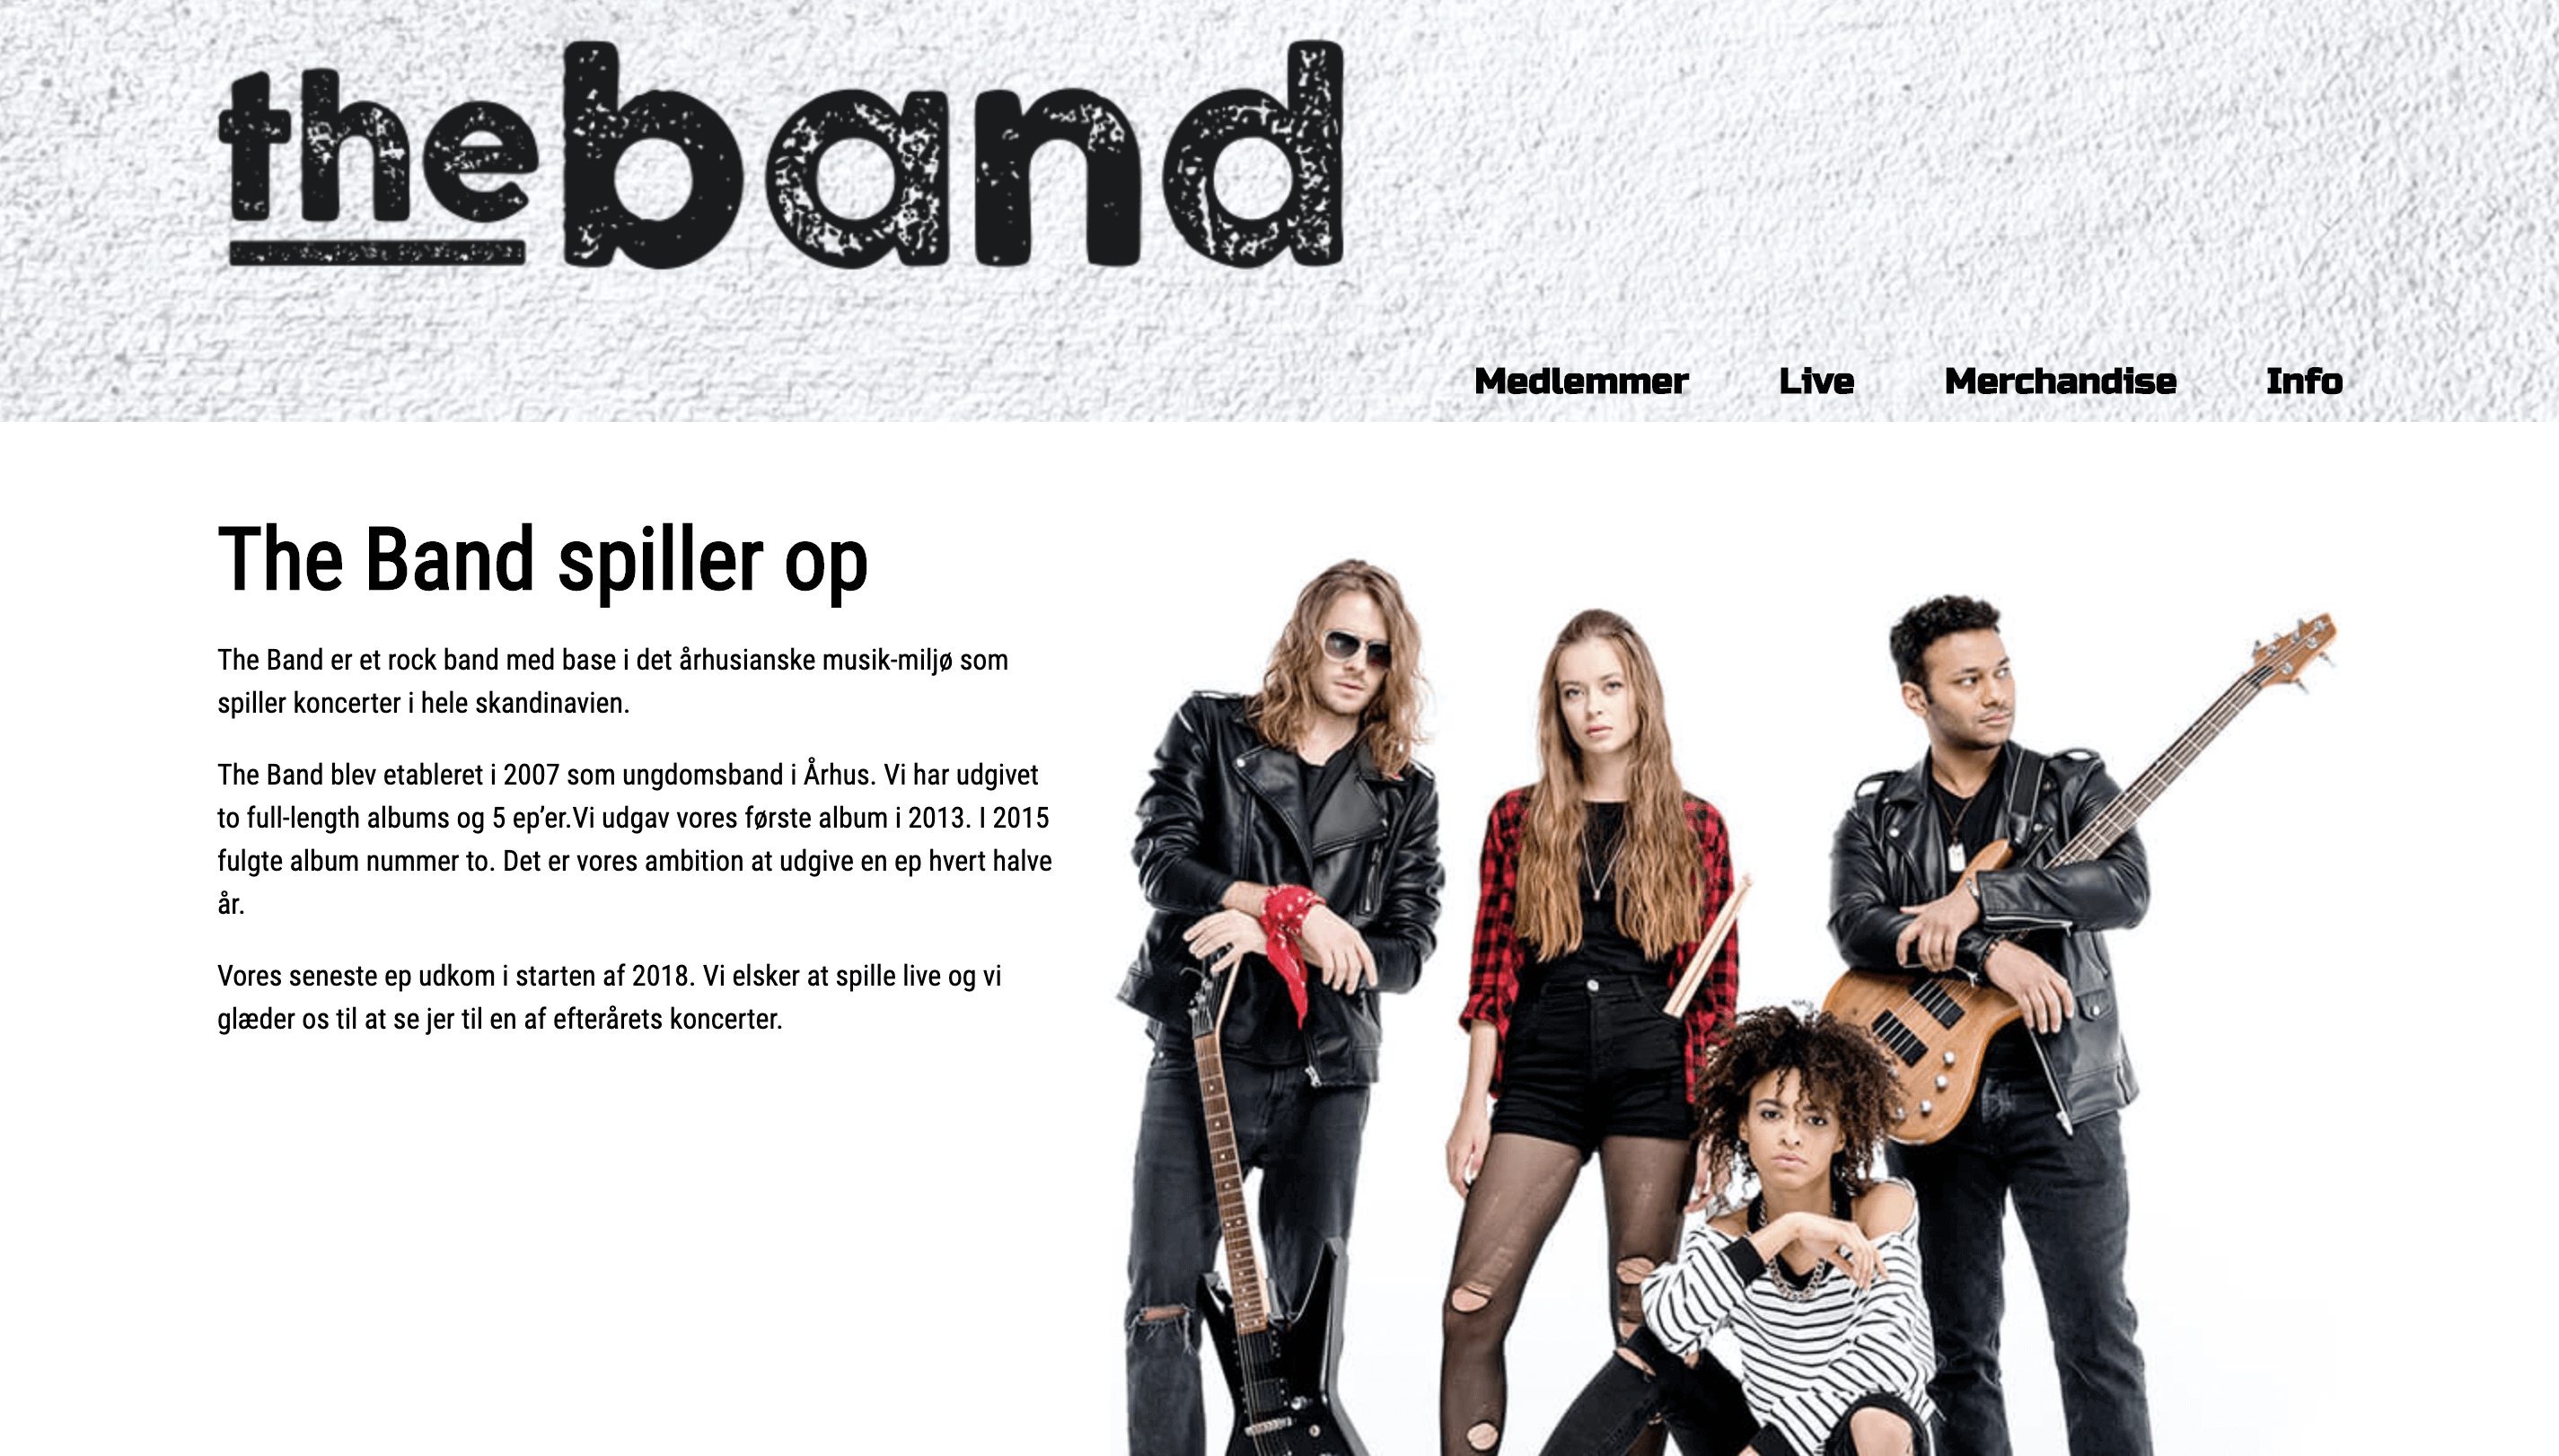 the band
Medlemmer Live Merchandise Info
The Band spiller op
The Band er et rock band med base i det århusianske musik-miljø som
spiller koncerter i hele skandinavien.
The Band blev etableret i 2007 som ungdomsband i Århus. Vi har udgivet
to full-length albums og 5 ep’er.Vi udgav vores første album i 2013. I 2015
fulgte album nummer to. Det er vores ambition at udgive en ep hvert halve
år.
Vores seneste ep udkom i starten af 2018. Vi elsker at spille live og vi
glæder os til at se jer til en af efterårets koncerter.